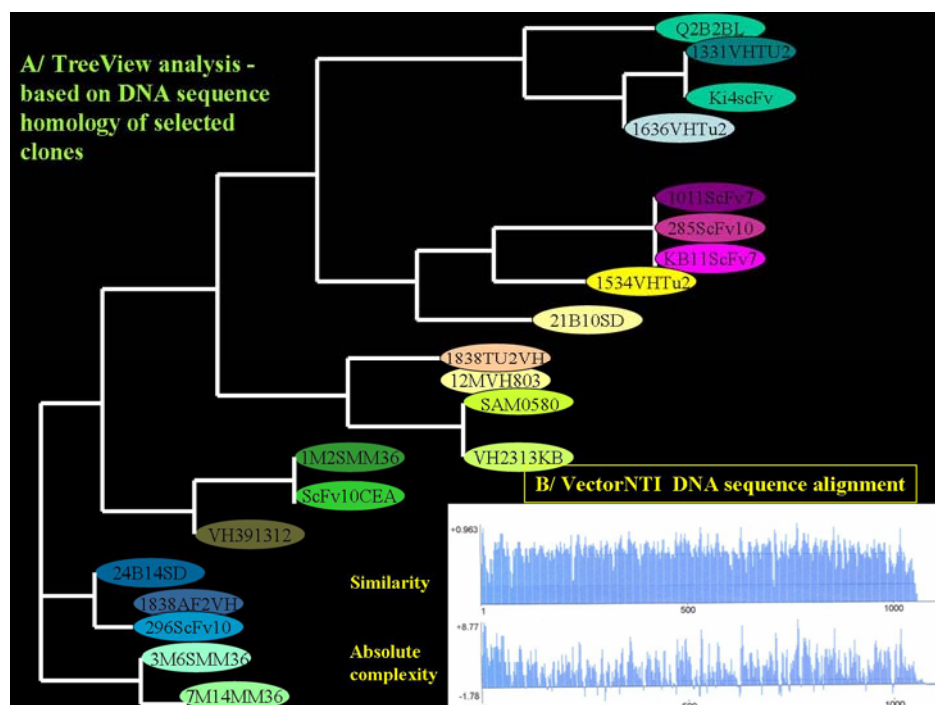 A/ TreeView analysis -
based on DNA sequence
homology of selected
clones
Q2B2BL
1331VHTU2
Ki4scFv
1636VHTu2
1011ScFv7
285ScFv10
KB11ScFv7
1534VHTu2
21B10SD
1838TU2VH
12MVH803
SAM0580
VH2313KB
1M2SMM36
ScFv10CEA
VH391312
24B14SD
1838AF2VH
296ScFv10
3M6SMM36
7M14MM36
B/ VectorNTI DNA sequence alignment
Similarity
+0.963
1
500
1000
Absolute
complexity
+8.77
-1.78
500
1000